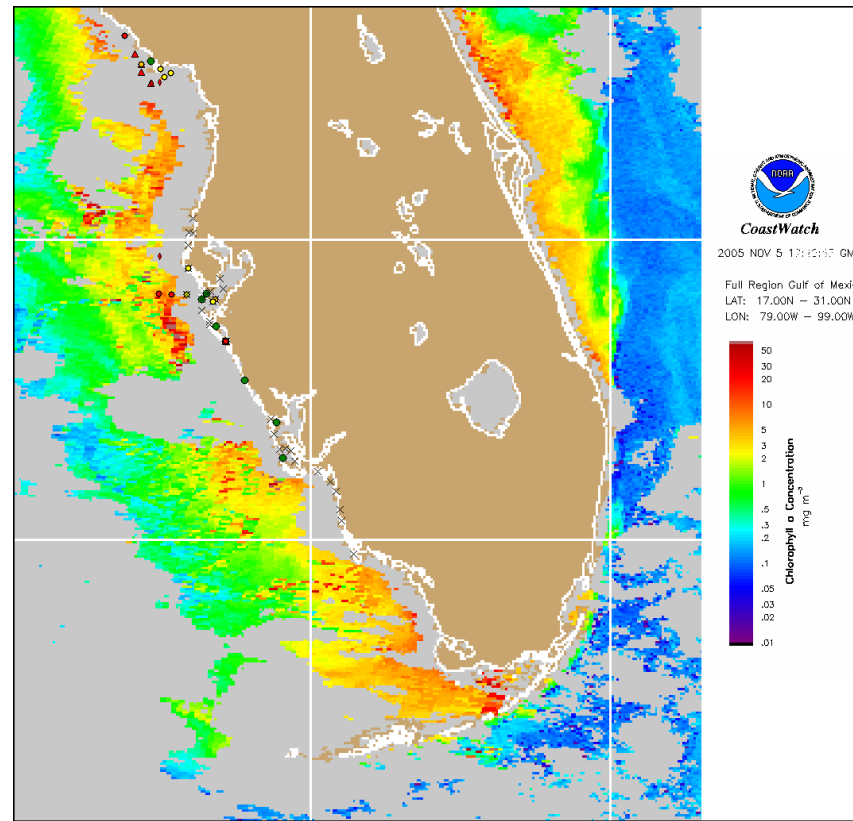 NOAA
CoastWatch
2005 NOV 5
Full Region Gulf of Mexi
LAT: 17.00N – 31.00N
LON: 79.00W – 99.00W
50
30
20
10
5
3
2
1
.5
.3
.2
.1
.05
.03
.02
.01
Chlorophyll a Concentration
mg m⁻³